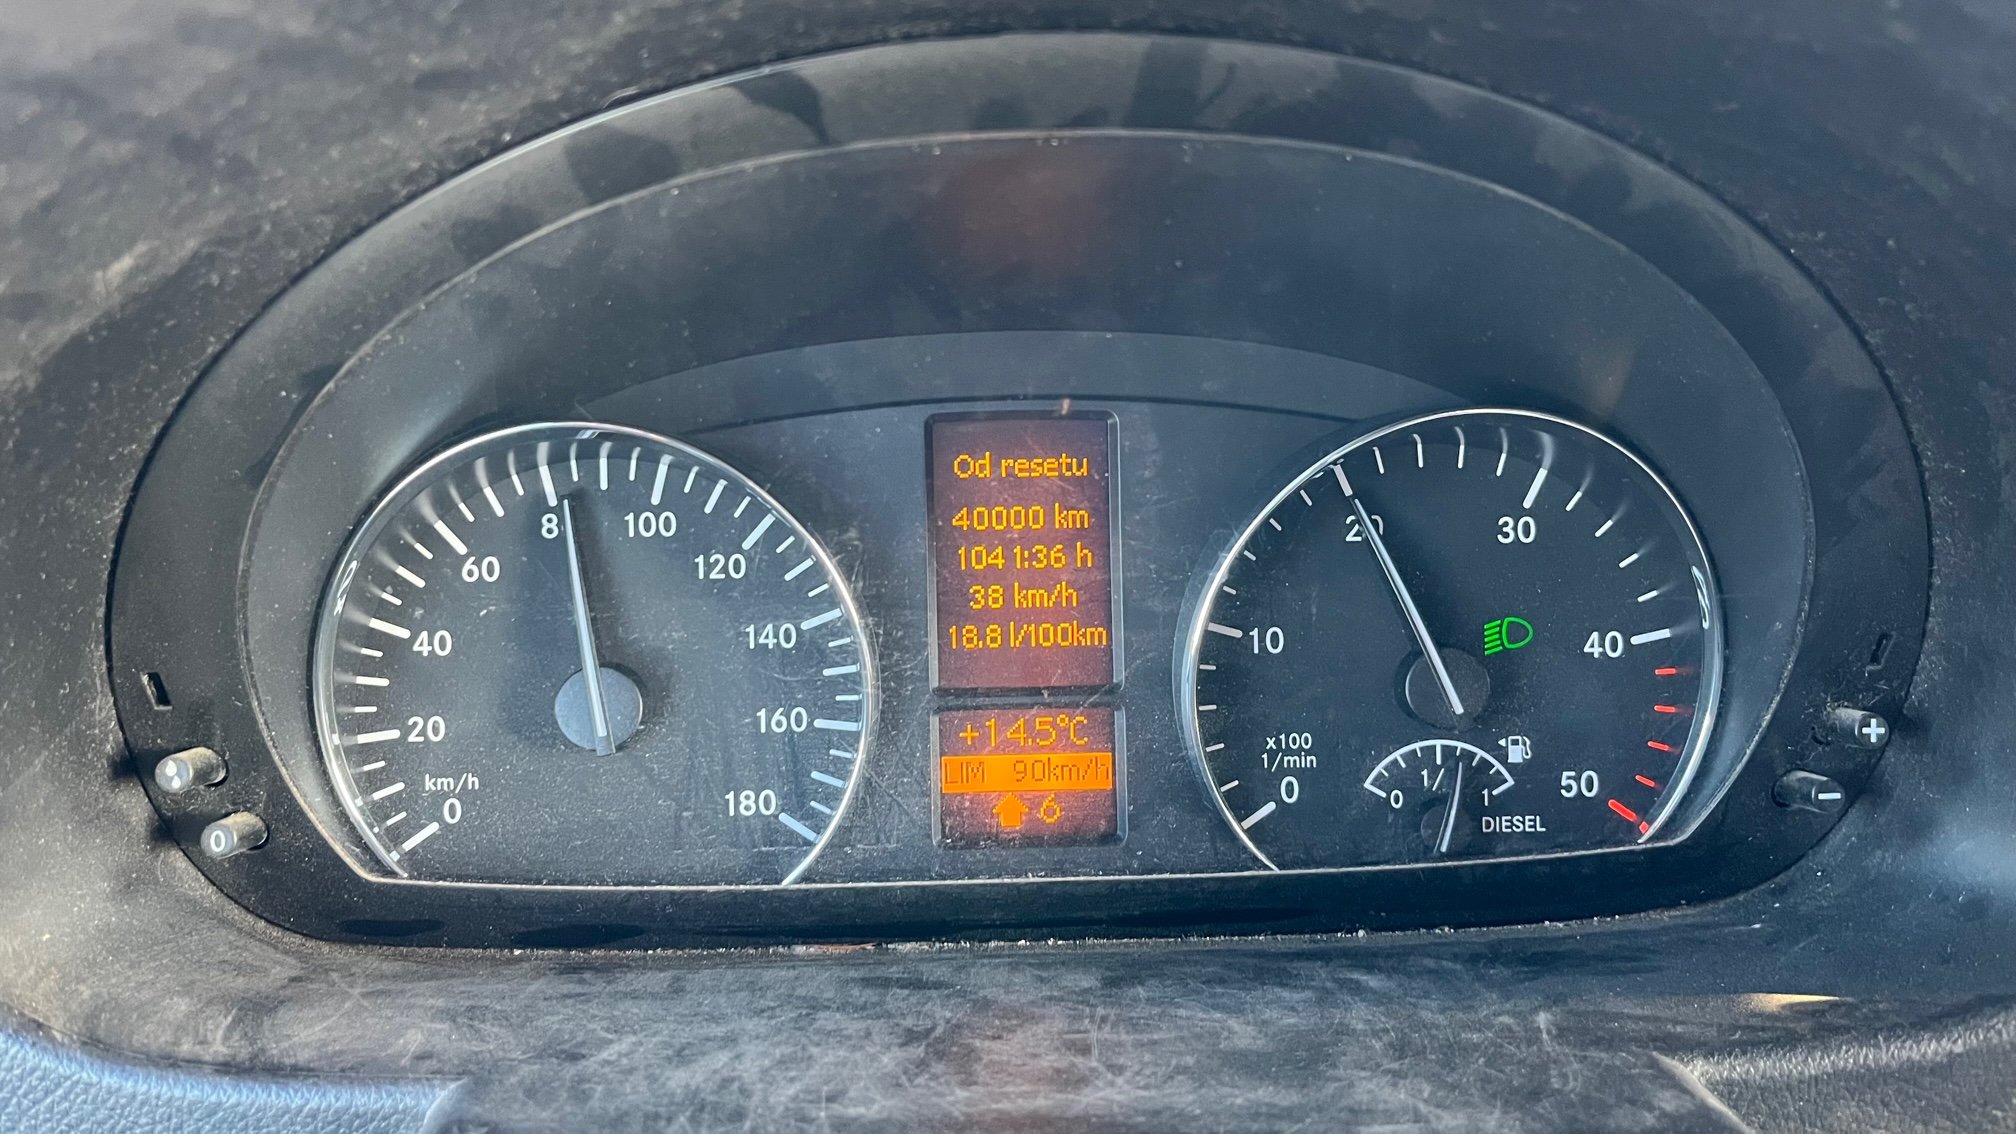 8
100
60
120
40
140
20
160
km/h
0
180
Od resetu
40000 km
1041:36 h
38 km/h
18.8 l/100km
+14.5°C
LIM 90km/h
6
20
30
10
40
x100
1/min
0
50
0
1/
1
DIESEL
0
+
-